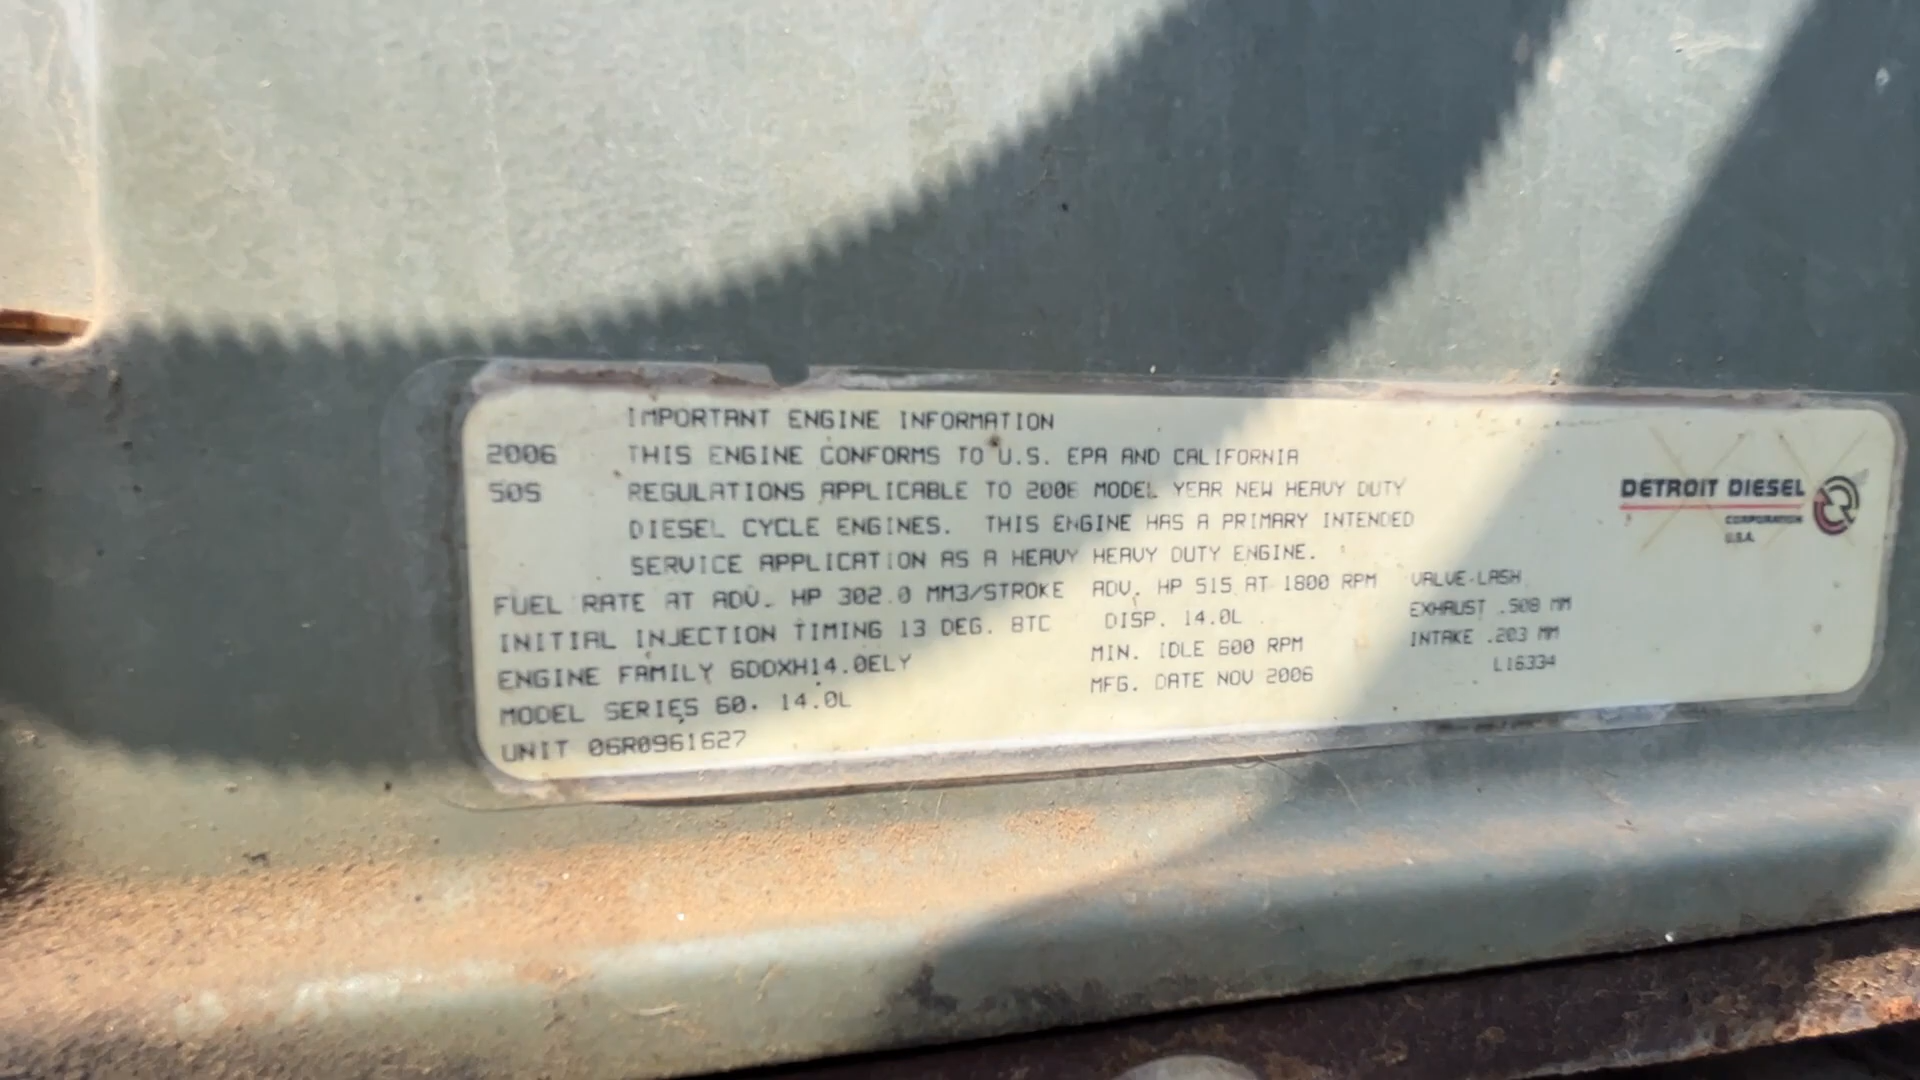 IMPORTANT ENGINE INFORMATION
2006 THIS ENGINE CONFORMS TO U.S. EPA AND CALIFORNIA
505 REGULATIONS APPLICABLE TO 2006 MODEL YEAR NEW HEAVY DUTY
DIESEL CYCLE ENGINES. THIS ENGINE HAS A PRIMARY INTENDED
SERVICE APPLICATION AS A HEAVY HEAVY DUTY ENGINE.
FUEL RATE AT ADV. HP 302.0 MM3/STROKE ADV. HP 515 AT 1800 RPM VALVE-LASH
INITIAL INJECTION TIMING 13 DEG. BTC DISP. 14.0L EXHAUST .508 MM
ENGINE FAMILY 6DDXH14.0ELY MIN. IDLE 600 RPM INTAKE .203 MM
MODEL SERIES 60. 14.0L MFG. DATE NOV 2006 L16334
UNIT 06R0961627
DETROIT DIESEL
CORPORATION
U.S.A.